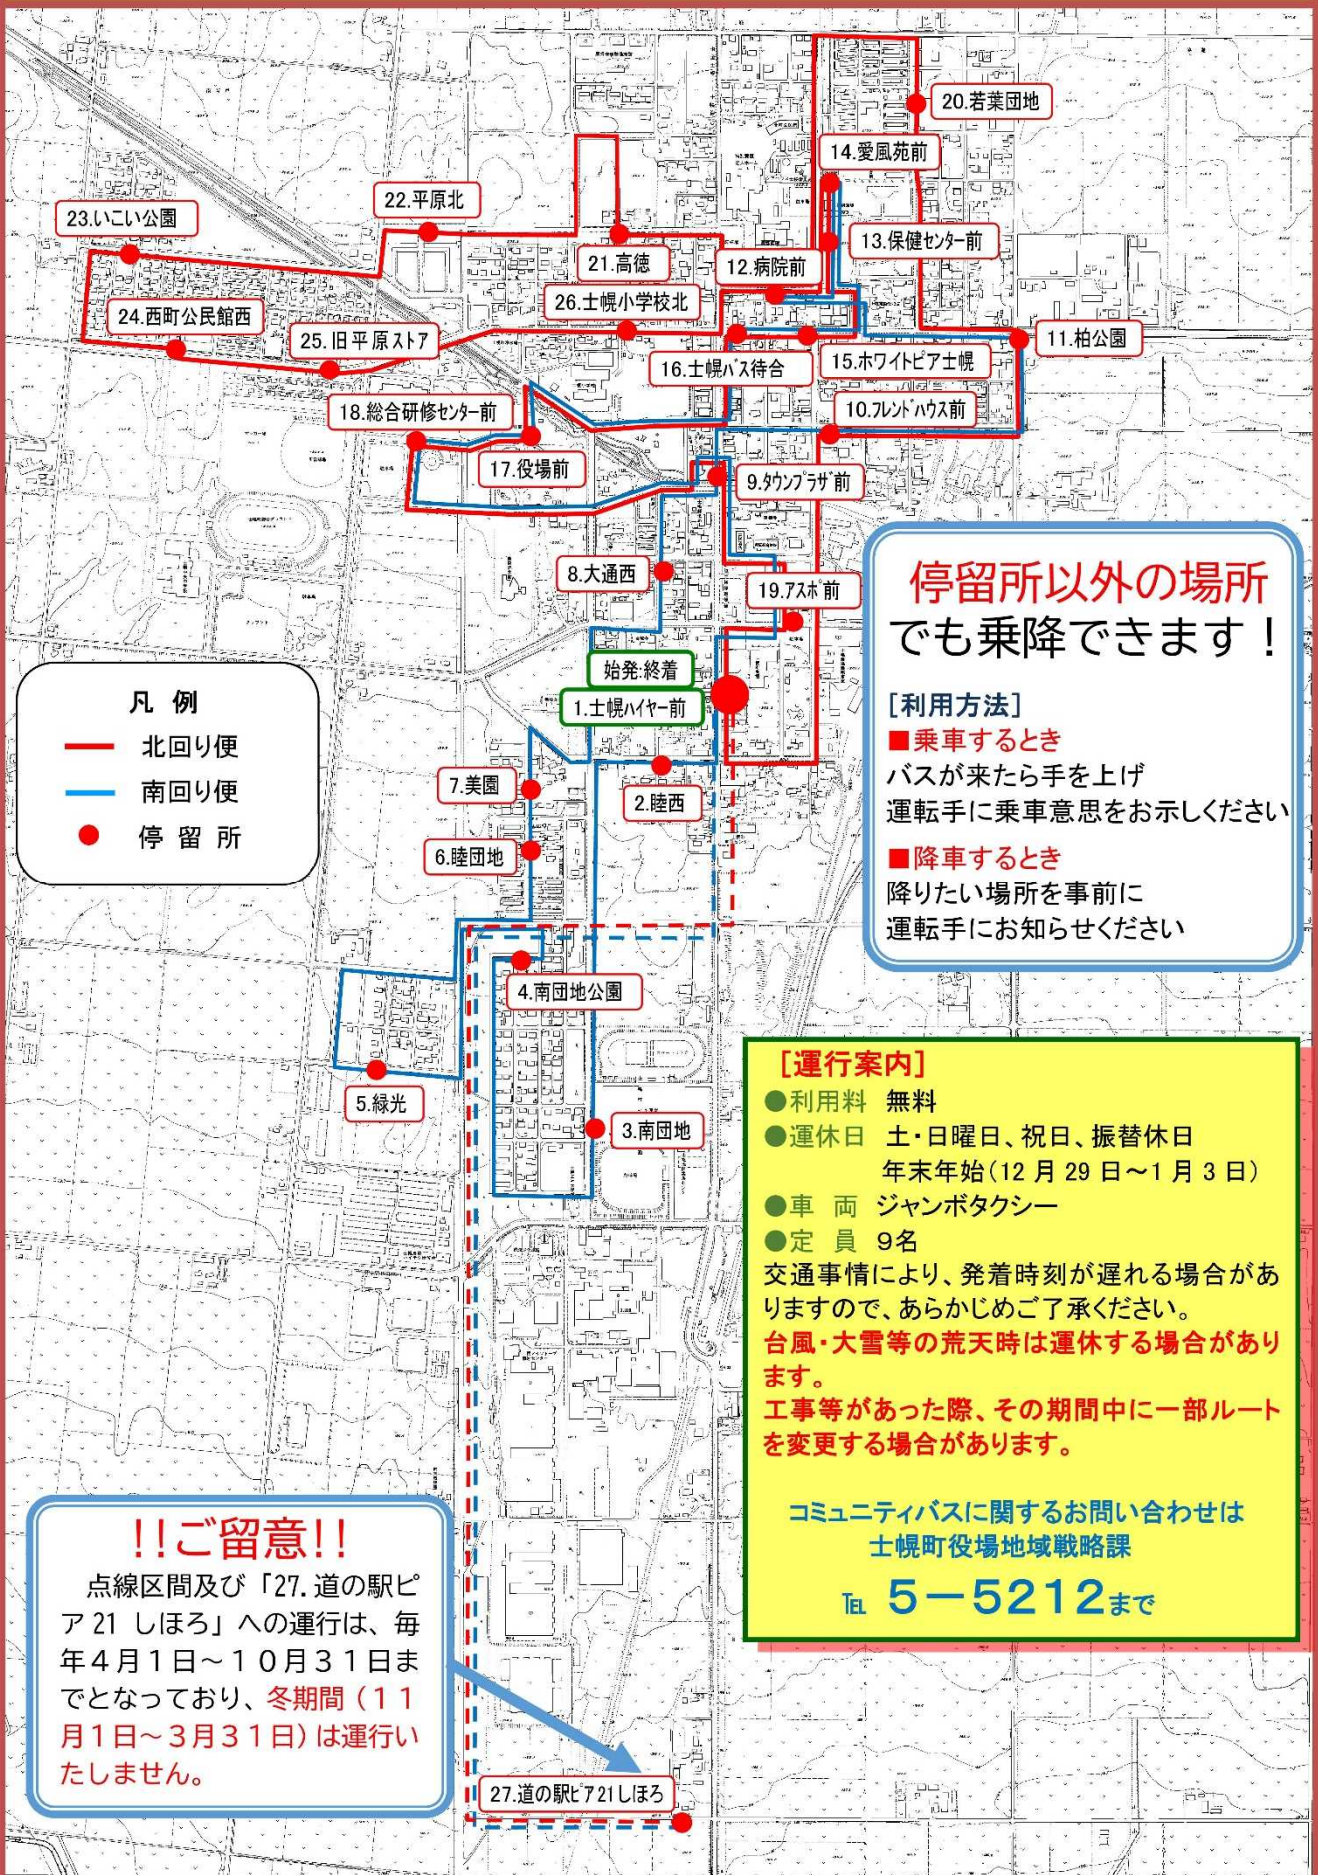 20.若葉団地
14.愛風苑前
22.平原北
23.いこい公園
13.保健センター前
21.高徳
12.病院前
26.士幌小学校北
24.西町公民館西
25.旧平原ストア
11.柏公園
16.士幌バス待合
15.ホワイトピア士幌
18.総合研修センター前
10.フレンドハウス前
17.役場前
9.タウンプラザ前
8.大通西
19.アスポ前
停留所以外の場所
でも乗降できます！
[利用方法]
■乗車するとき
バスが来たら手を上げ
運転手に乗車意思をお示しください
■降車するとき
降りたい場所を事前に
運転手にお知らせください
始発:終着
1.士幌ハイヤー前
凡 例
北回り便
南回り便
停 留 所
7.美園
2.睦西
6.睦団地
4.南団地公園
5.緑光
3.南団地
[運行案内]
●利用料 無料
●運休日 土・日曜日、祝日、振替休日
年末年始(12 月 29 日～1 月 3 日)
●車 両 ジャンボタクシー
●定 員 9名
交通事情により、発着時刻が遅れる場合があ
りますので、あらかじめご了承ください。
台風・大雪等の荒天時は運休する場合があり
ます。
工事等があった際、その期間中に一部ルート
を変更する場合があります。
コミュニティバスに関するお問い合わせは
士幌町役場地域戦略課
℡ 5－5212まで
!!ご留意!!
点線区間及び「27.道の駅ピ
ア 21 しほろ」への運行は、毎
年４月１日～１０月３１日ま
でとなっており、冬期間（１１
月１日～３月３１日）は運行い
たしません。
27.道の駅ピア21しほろ